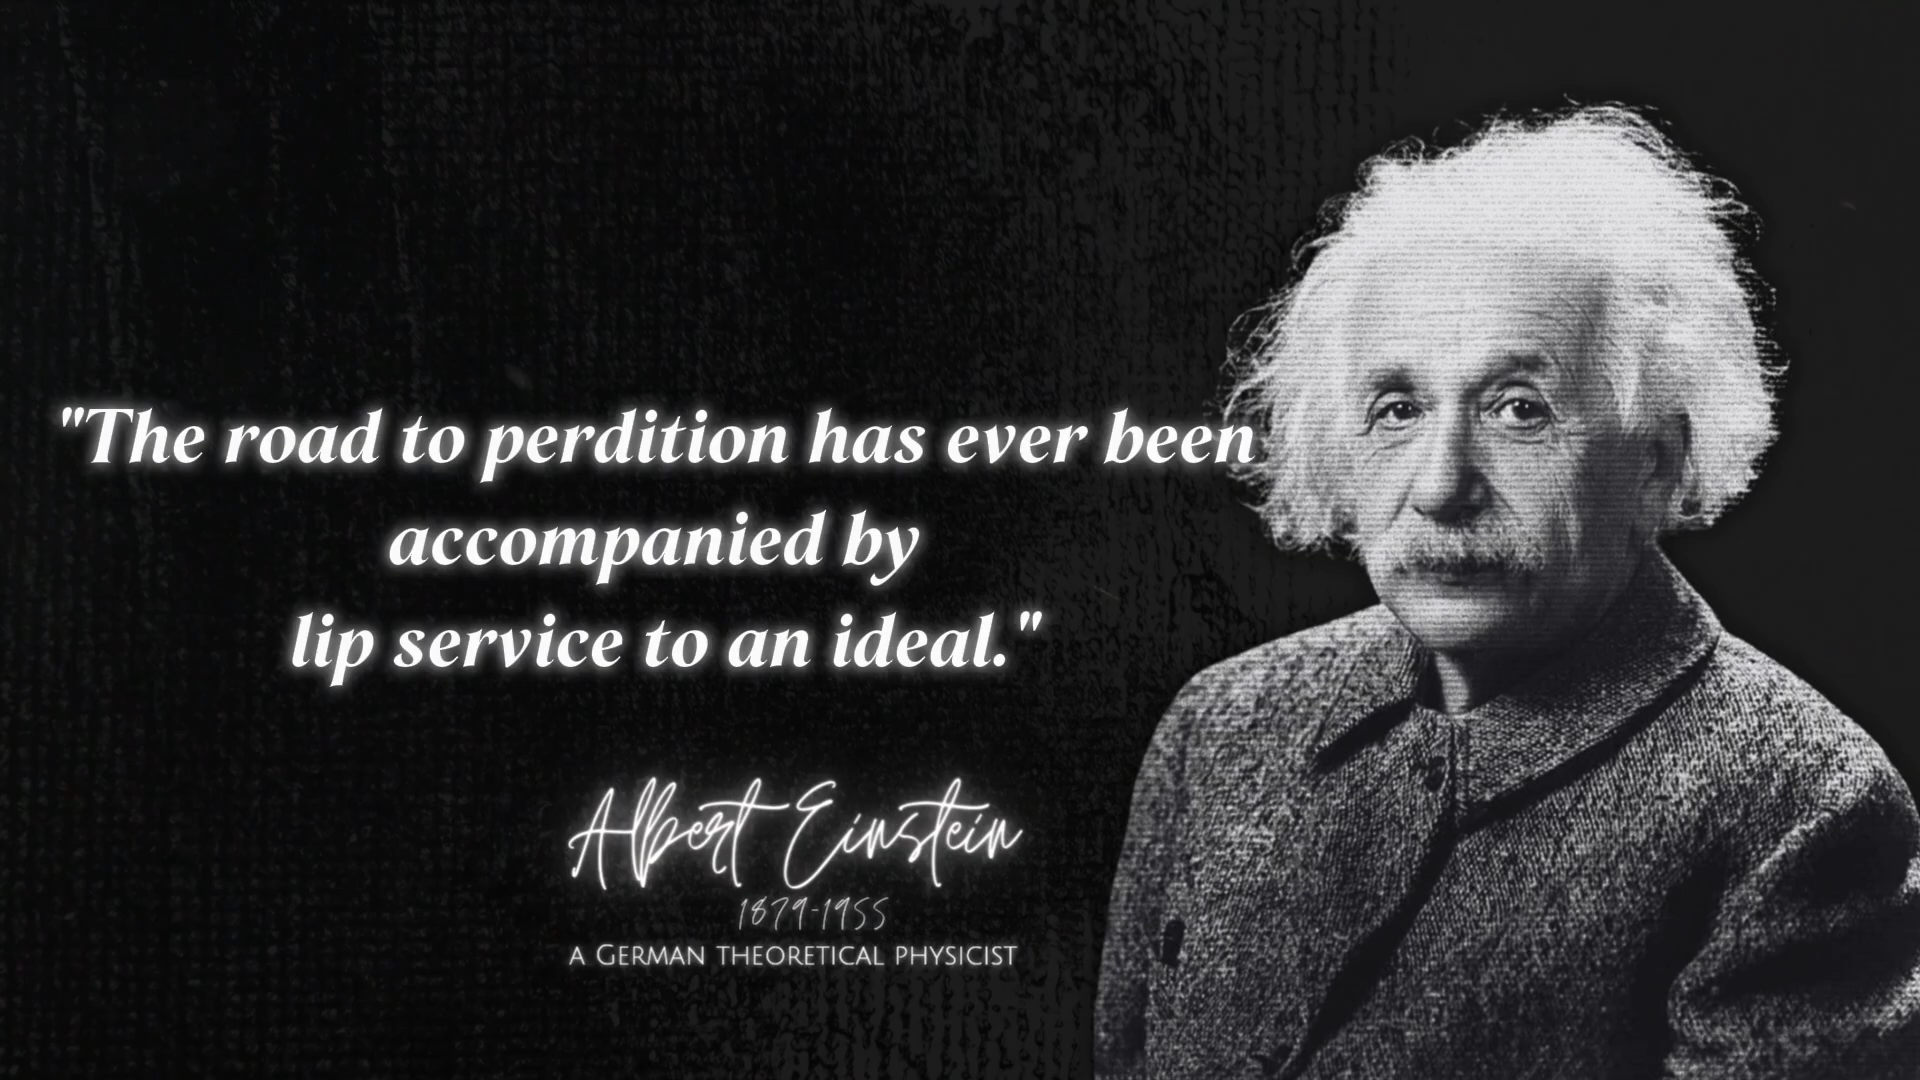 "The road to perdition has ever been
accompanied by
lip service to an ideal."
Albert Einstein
1879-1955
A GERMAN THEORETICAL PHYSICIST